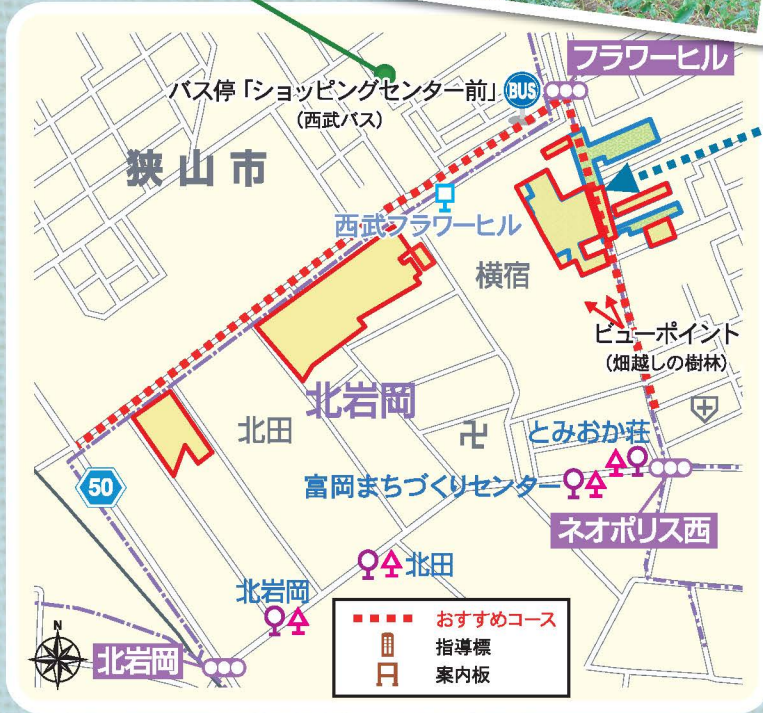 フラワーヒル
バス停「ショッピングセンター前」
BUS
(西武バス)
狭山市
西武フラワーヒル
横宿
ビューポイント
(畑越しの樹林)
北岩岡
北田
とみおか荘
50
富岡まちづくりセンター
ネオポリス西
北田
北岩岡
おすすめコース
指導標
案内板
N
北岩岡